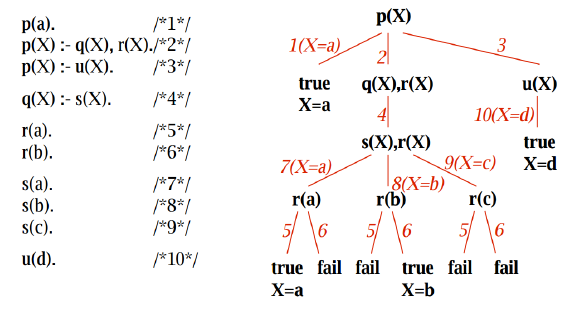 p(a). /*1*/
p(X) :- q(X), r(X)./*2*/
p(X) :- u(X). /*3*/
q(X) :- s(X). /*4*/
r(a). /*5*/
r(b). /*6*/
s(a). /*7*/
s(b). /*8*/
s(c). /*9*/
u(d). /*10*/
p(X)
1(X=a) 2 3
true q(X),r(X) u(X)
X=a
4 10(X=d)
s(X),r(X) true
X=d
7(X=a) 8(X=b) 9(X=c)
r(a) r(b) r(c)
5 6 5 6 5 6
true fail fail true fail fail
X=a X=b